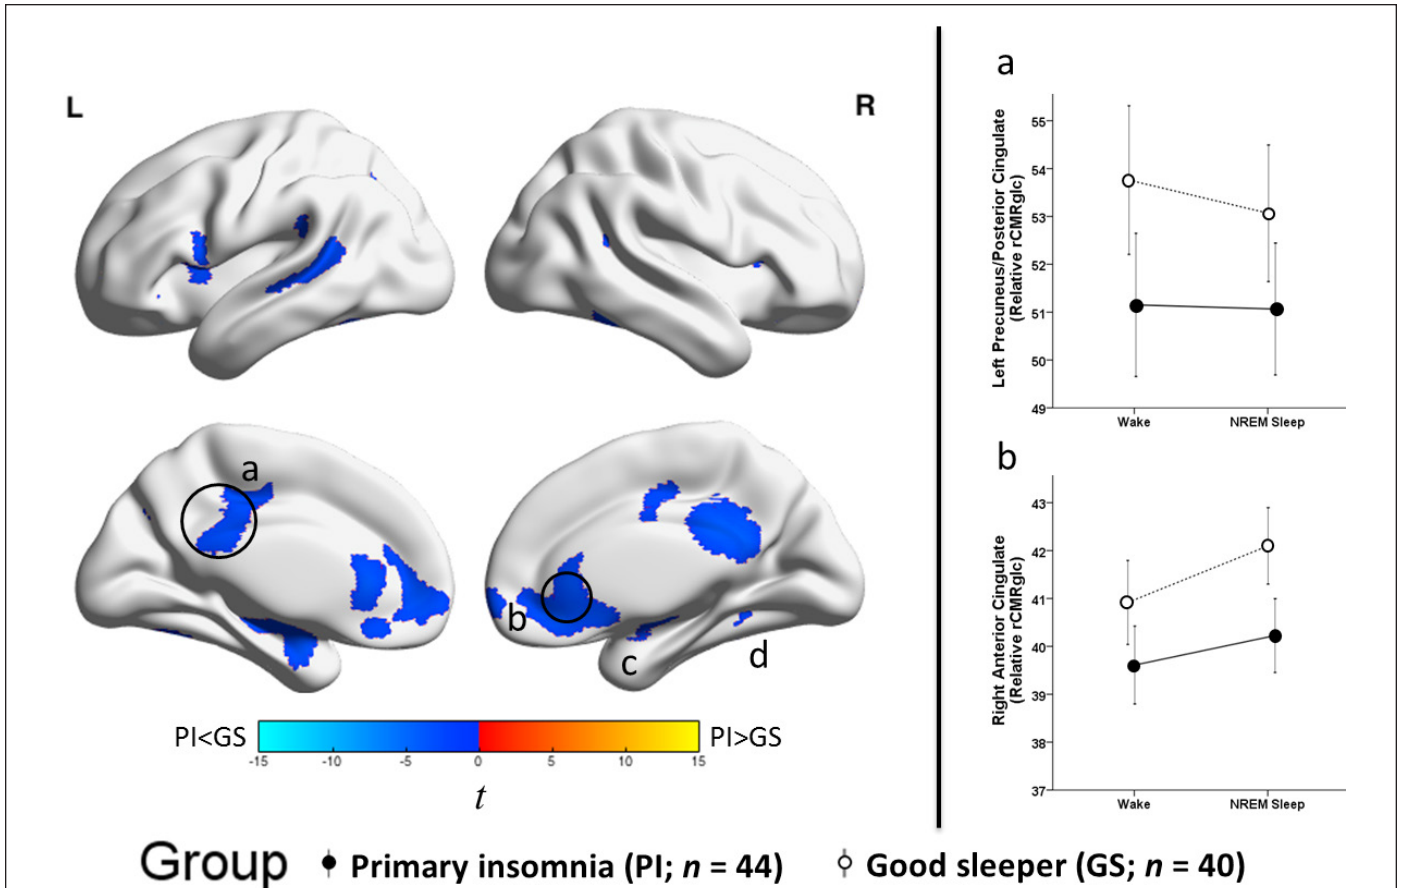 L
R
a
b
c
d
PI<GS
PI>GS
-15 -10 -5 0 5 10 15
t
a
Left Precuneus/Posterior Cingulate
(Relative rCMRglc)
55
54
53
52
51
50
49
Wake NREM Sleep
b
Right Anterior Cingulate
(Relative rCMRglc)
43
42
41
40
39
38
37
Wake NREM Sleep
Group Primary insomnia (PI; n = 44) Good sleeper (GS; n = 40)